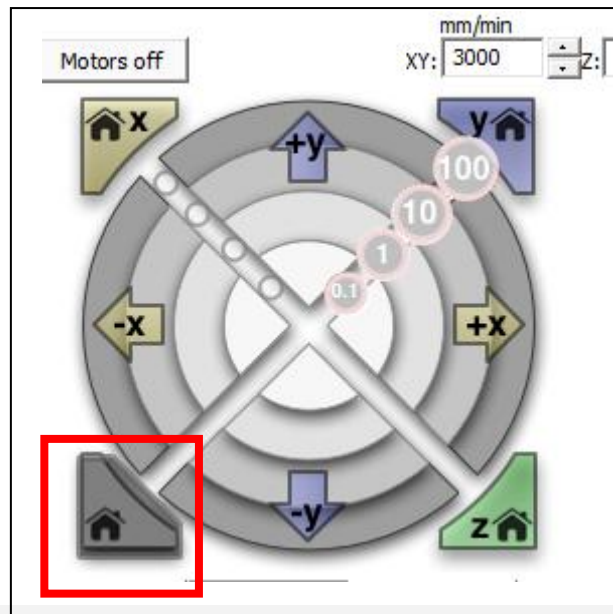 mm/min
Motors off
XY: 3000
Z:
x
y
+y
100
10
1
0.1
-x
+x
-y
z